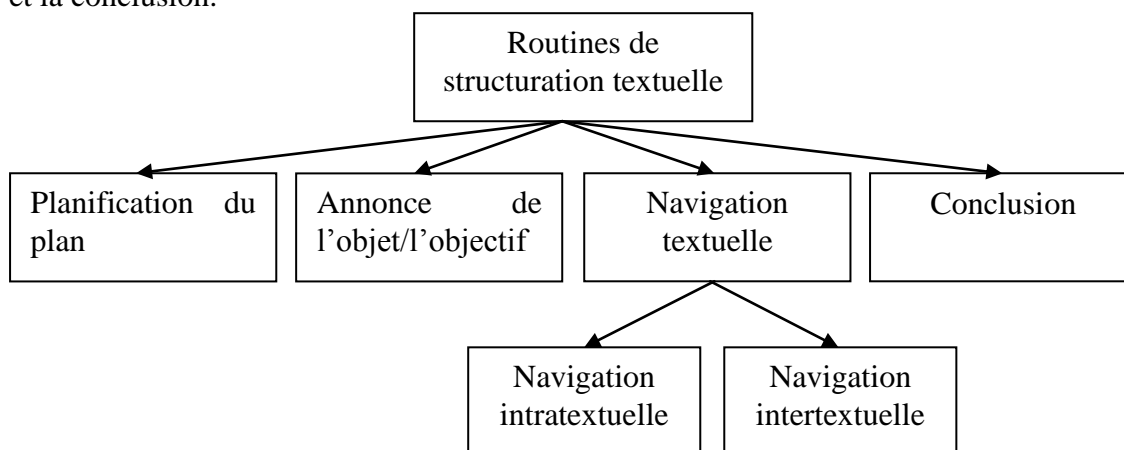 et la conclusion.
Routines de
structuration textuelle
Planification du
plan
Annonce de
l’objet/l’objectif
Navigation
textuelle
Conclusion
Navigation
intratextuelle
Navigation
intertextuelle